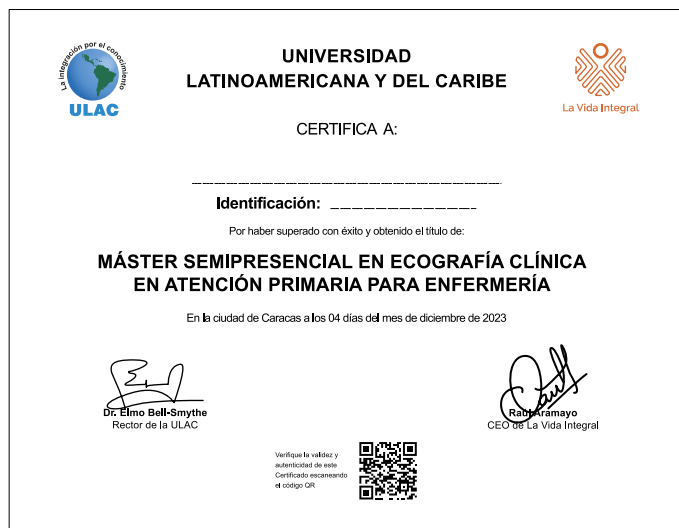 La integración por el conocimiento
ULAC
UNIVERSIDAD
LATINOAMERICANA Y DEL CARIBE
La Vida Integral
CERTIFICA A:
Identificación:
Por haber superado con éxito y obtenido el título de:
MÁSTER SEMIPRESENCIAL EN ECOGRAFÍA CLÍNICA
EN ATENCIÓN PRIMARIA PARA ENFERMERÍA
En la ciudad de Caracas a los 04 días del mes de diciembre de 2023
Dr. Elmo Bell-Smythe
Rector de la ULAC
Raúl Aramayo
CEO de La Vida Integral
Verifique la validez y
autenticidad de este
Certificado escaneando
el código QR